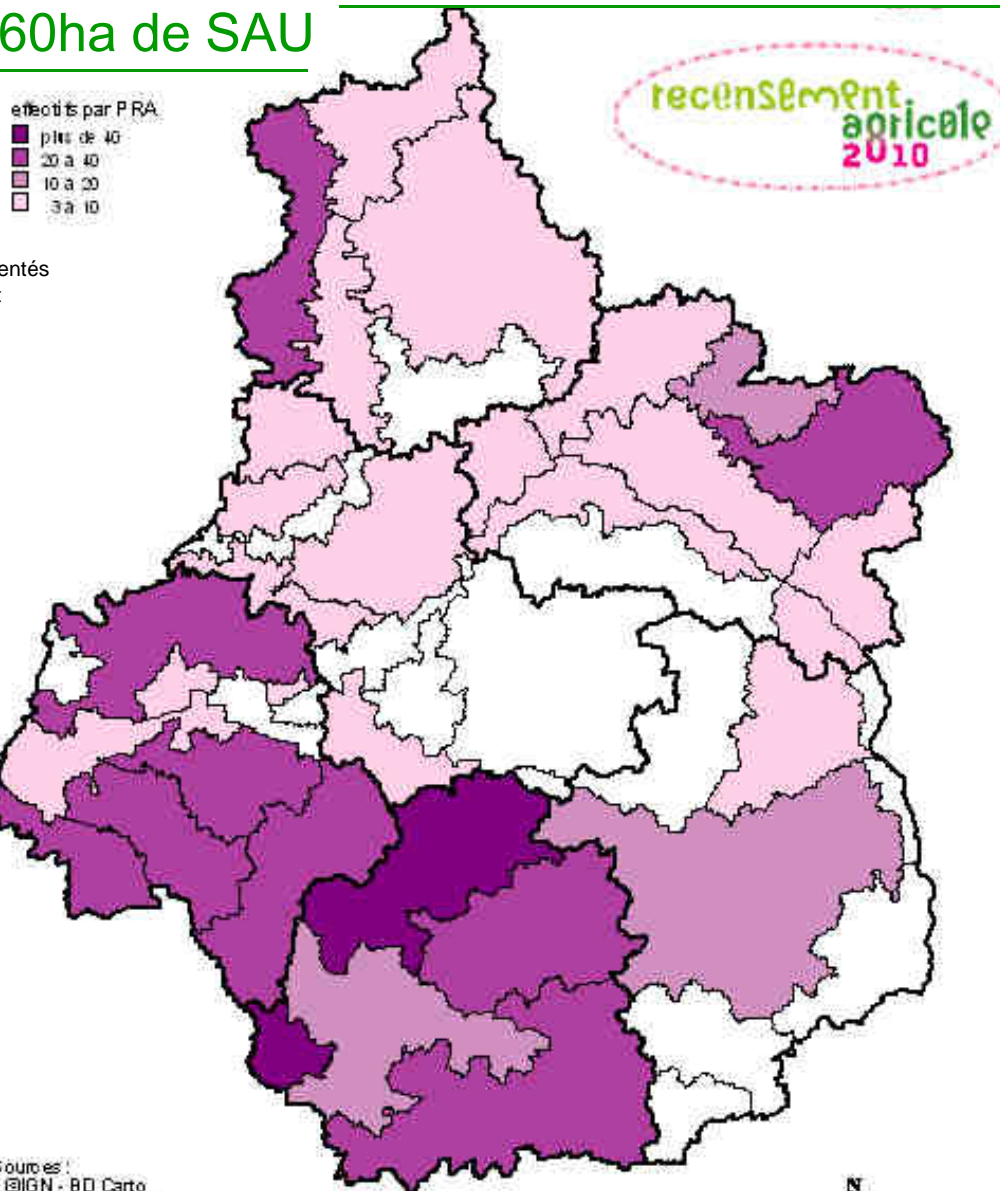 60ha de SAU
effectifs par PRA
plus de 40
20 à 40
10 à 20
3 à 10
recensement
agricole
2010
entés
:
Sources :
©IGN - BD Carto
N